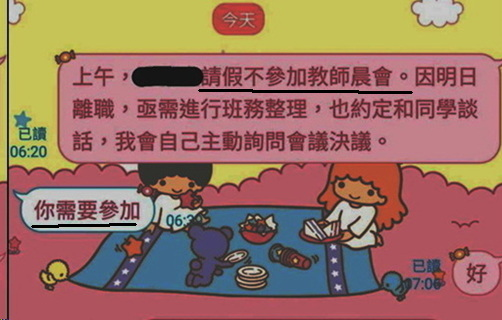 今天
上午，請假不參加教師晨會。因明日
離職，亟需進行班務整理，也約定和同學談
話，我會自己主動詢問會議決議。
已讀
06:20
你需要參加
06:3
已讀
07:06
好